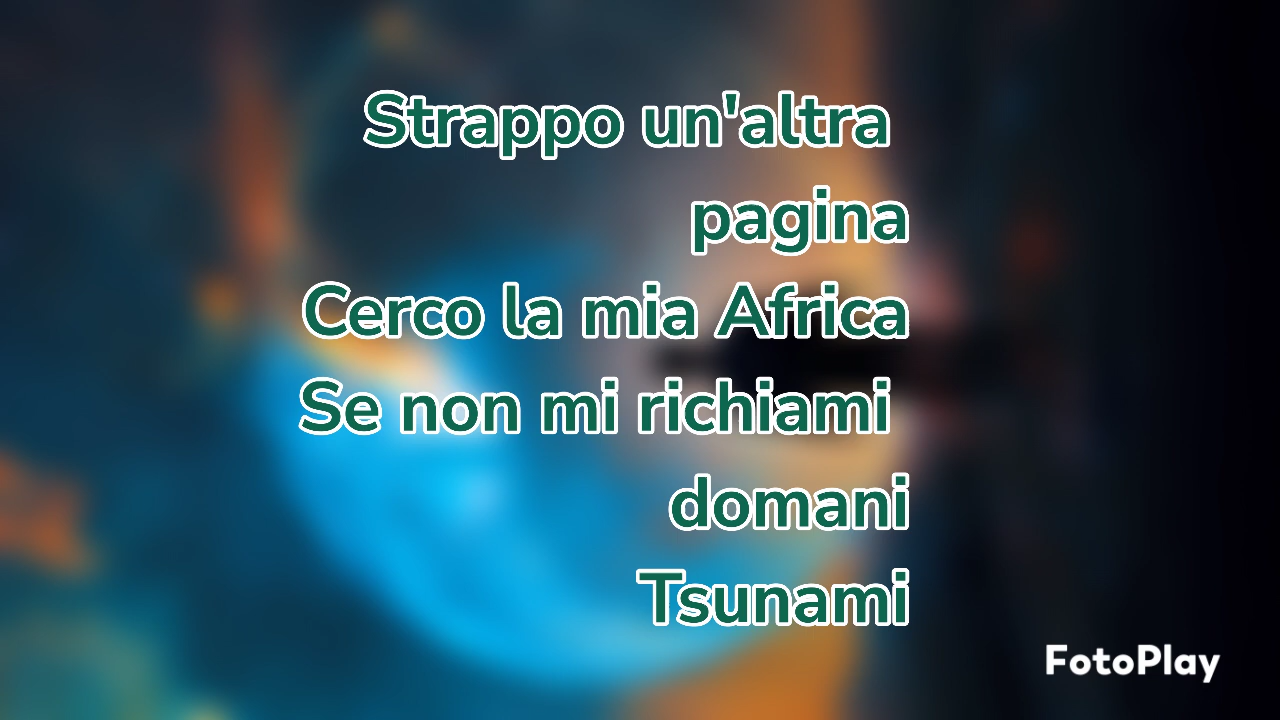 Strappo un'altra
pagina
Cerco la mia Africa
Se non mi richiami
domani
Tsunami
FotoPlay